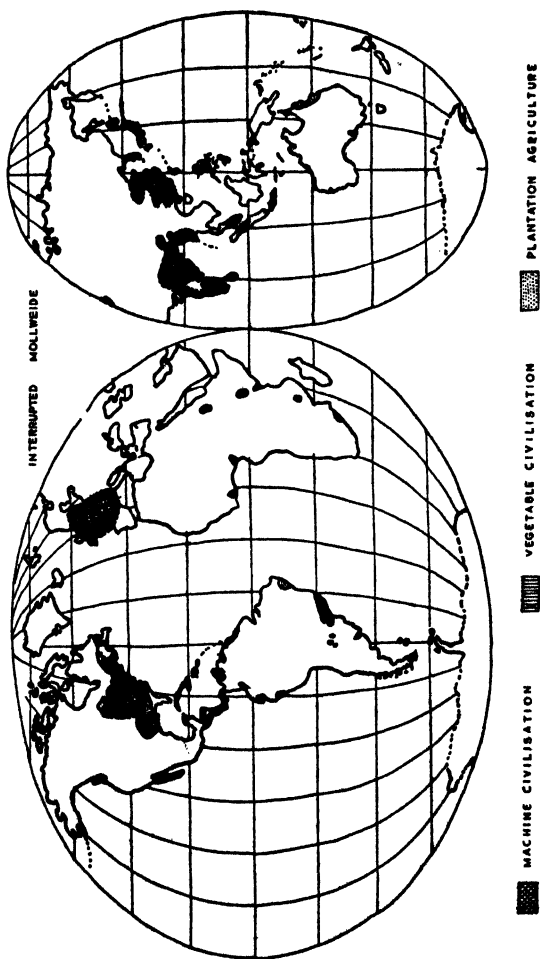 INTERRUPTED MOLLWEIDE
MACHINE CIVILISATION
VEGETABLE CIVILISATION
PLANTATION AGRICULTURE